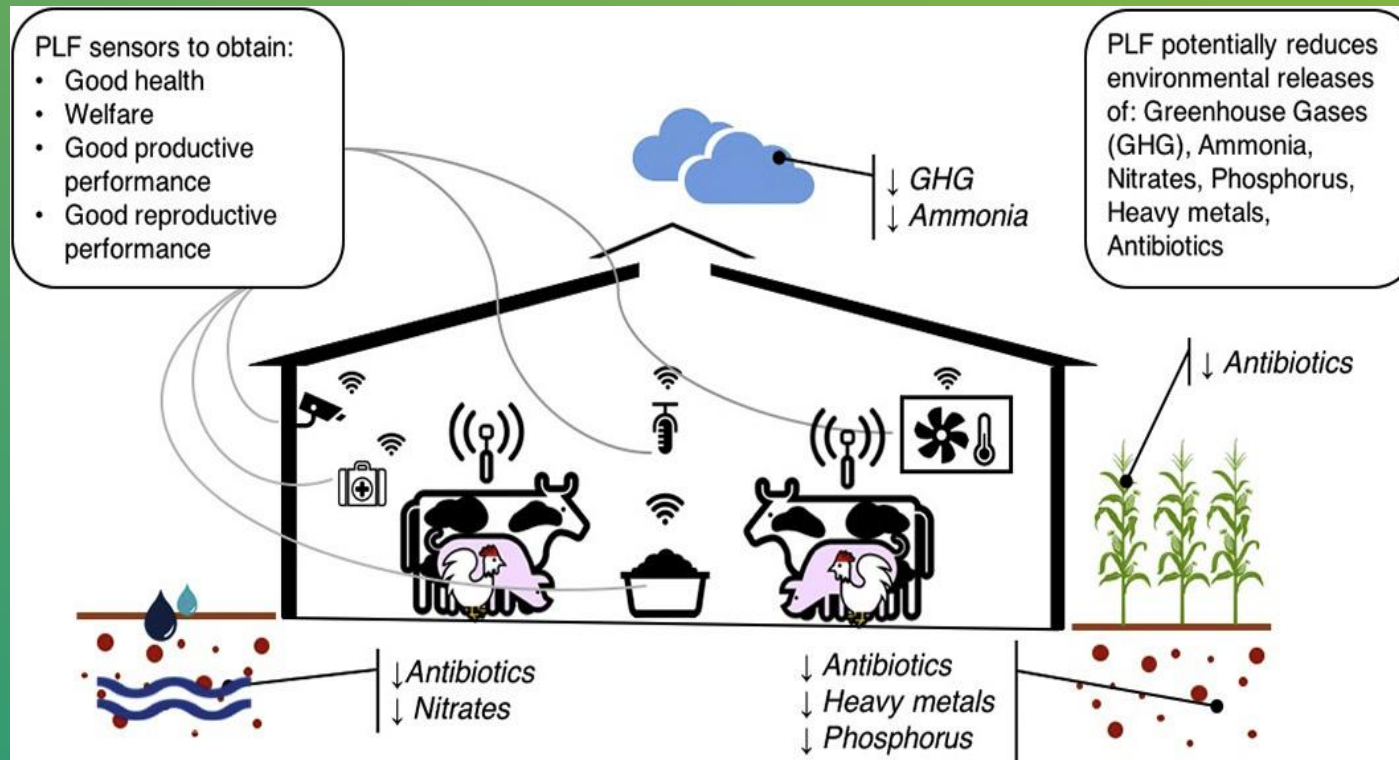 PLF sensors to obtain:
• Good health
• Welfare
• Good productive
performance
• Good reproductive
performance
PLF potentially reduces
environmental releases
of: Greenhouse Gases
(GHG), Ammonia,
Nitrates, Phosphorus,
Heavy metals,
Antibiotics
↓ GHG
↓ Ammonia
↓ Antibiotics
↓Antibiotics
↓ Nitrates
↓ Antibiotics
↓ Heavy metals
↓ Phosphorus